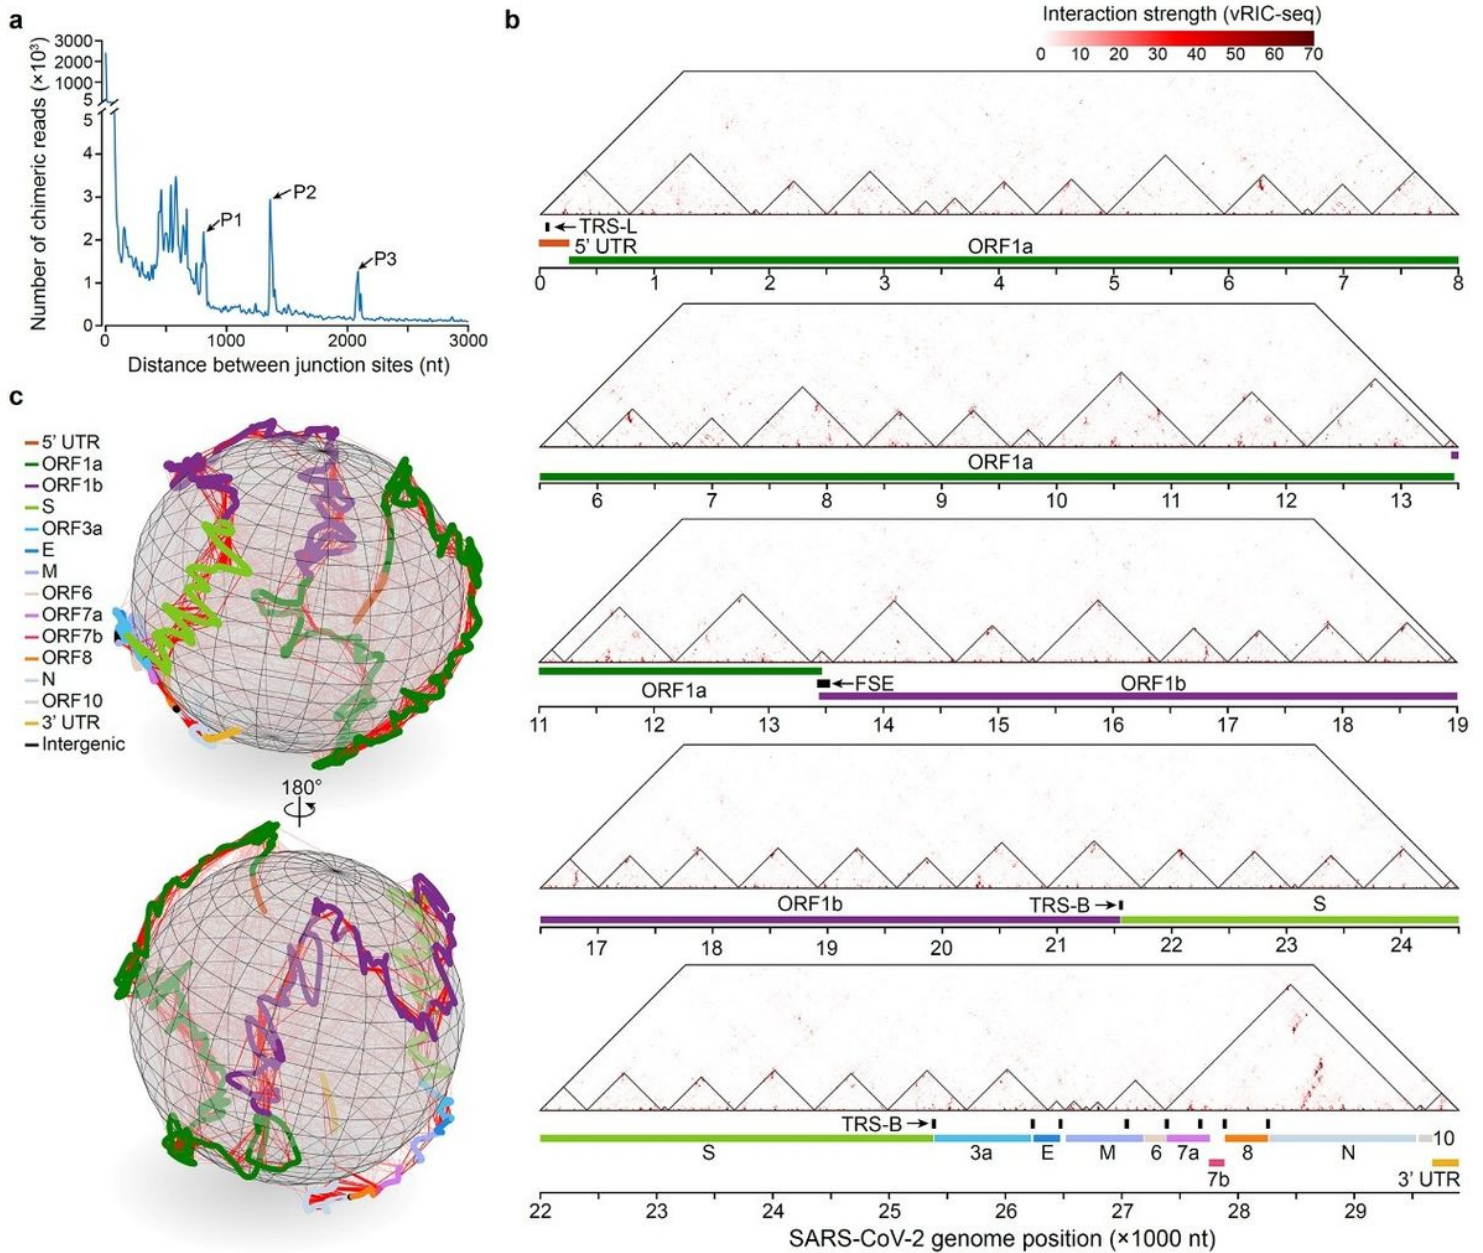 a
3000
2000
1000
5
5
4
3
2
1
0
Number of chimeric reads (×10³)
P1
P2
P3
0 1000 2000 3000
Distance between junction sites (nt)
b
Interaction strength (vRIC-seq)
0 10 20 30 40 50 60 70
TRS-L
5' UTR
ORF1a
0 1 2 3 4 5 6 7 8
ORF1a
6 7 8 9 10 11 12 13
ORF1a
FSE
ORF1b
11 12 13 14 15 16 17 18 19
ORF1b
TRS-B
S
17 18 19 20 21 22 23 24
TRS-B
S 3a E M 6 7a 8 N 10
7b 3' UTR
22 23 24 25 26 27 28 29
SARS-CoV-2 genome position (×1000 nt)
c
5' UTR
ORF1a
ORF1b
S
ORF3a
E
M
ORF6
ORF7a
ORF7b
ORF8
N
ORF10
3' UTR
Intergenic
180°